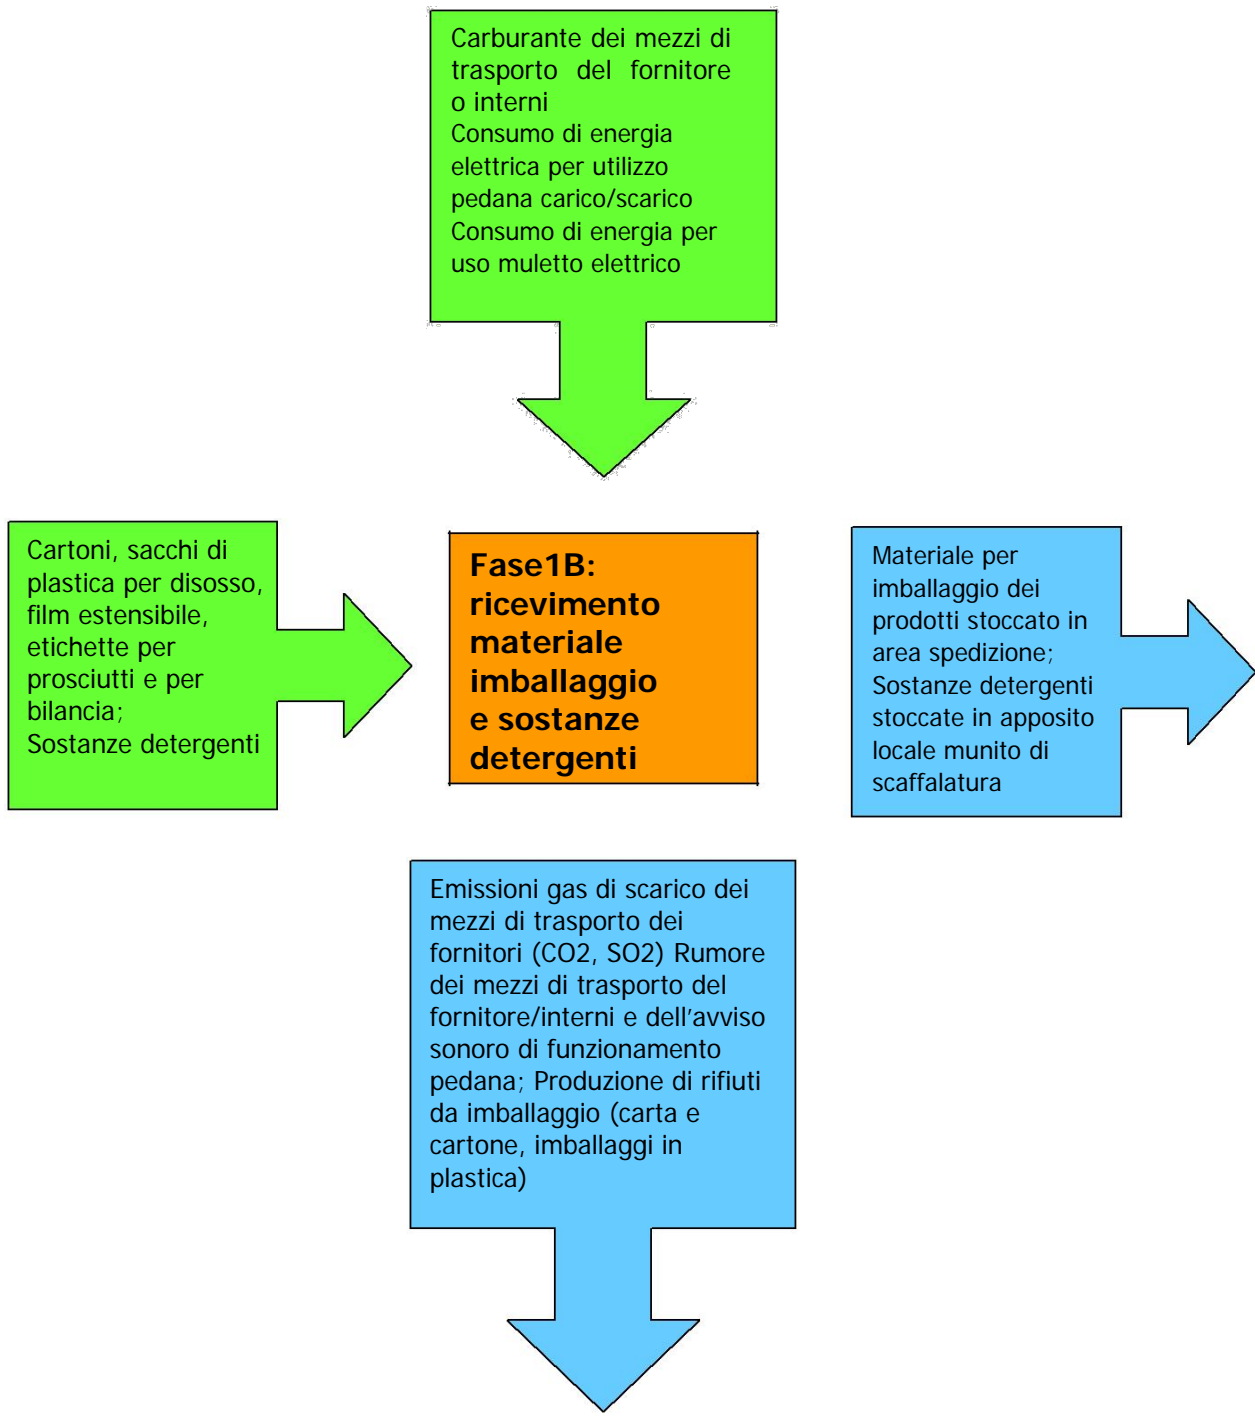 Carburante dei mezzi di
trasporto del fornitore
o interni
Consumo di energia
elettrica per utilizzo
pedana carico/scarico
Consumo di energia per
uso muletto elettrico
Cartoni, sacchi di
plastica per disosso,
film estensibile,
etichette per
prosciutti e per
bilancia;
Sostanze detergenti
Fase1B:
ricevimento
materiale
imballaggio
e sostanze
detergenti
Materiale per
imballaggio dei
prodotti stoccato in
area spedizione;
Sostanze detergenti
stoccate in apposito
locale munito di
scaffalatura
Emissioni gas di scarico dei
mezzi di trasporto dei
fornitori (CO2, SO2) Rumore
dei mezzi di trasporto del
fornitore/interni e dell'avviso
sonoro di funzionamento
pedana; Produzione di rifiuti
da imballaggio (carta e
cartone, imballaggi in
plastica)